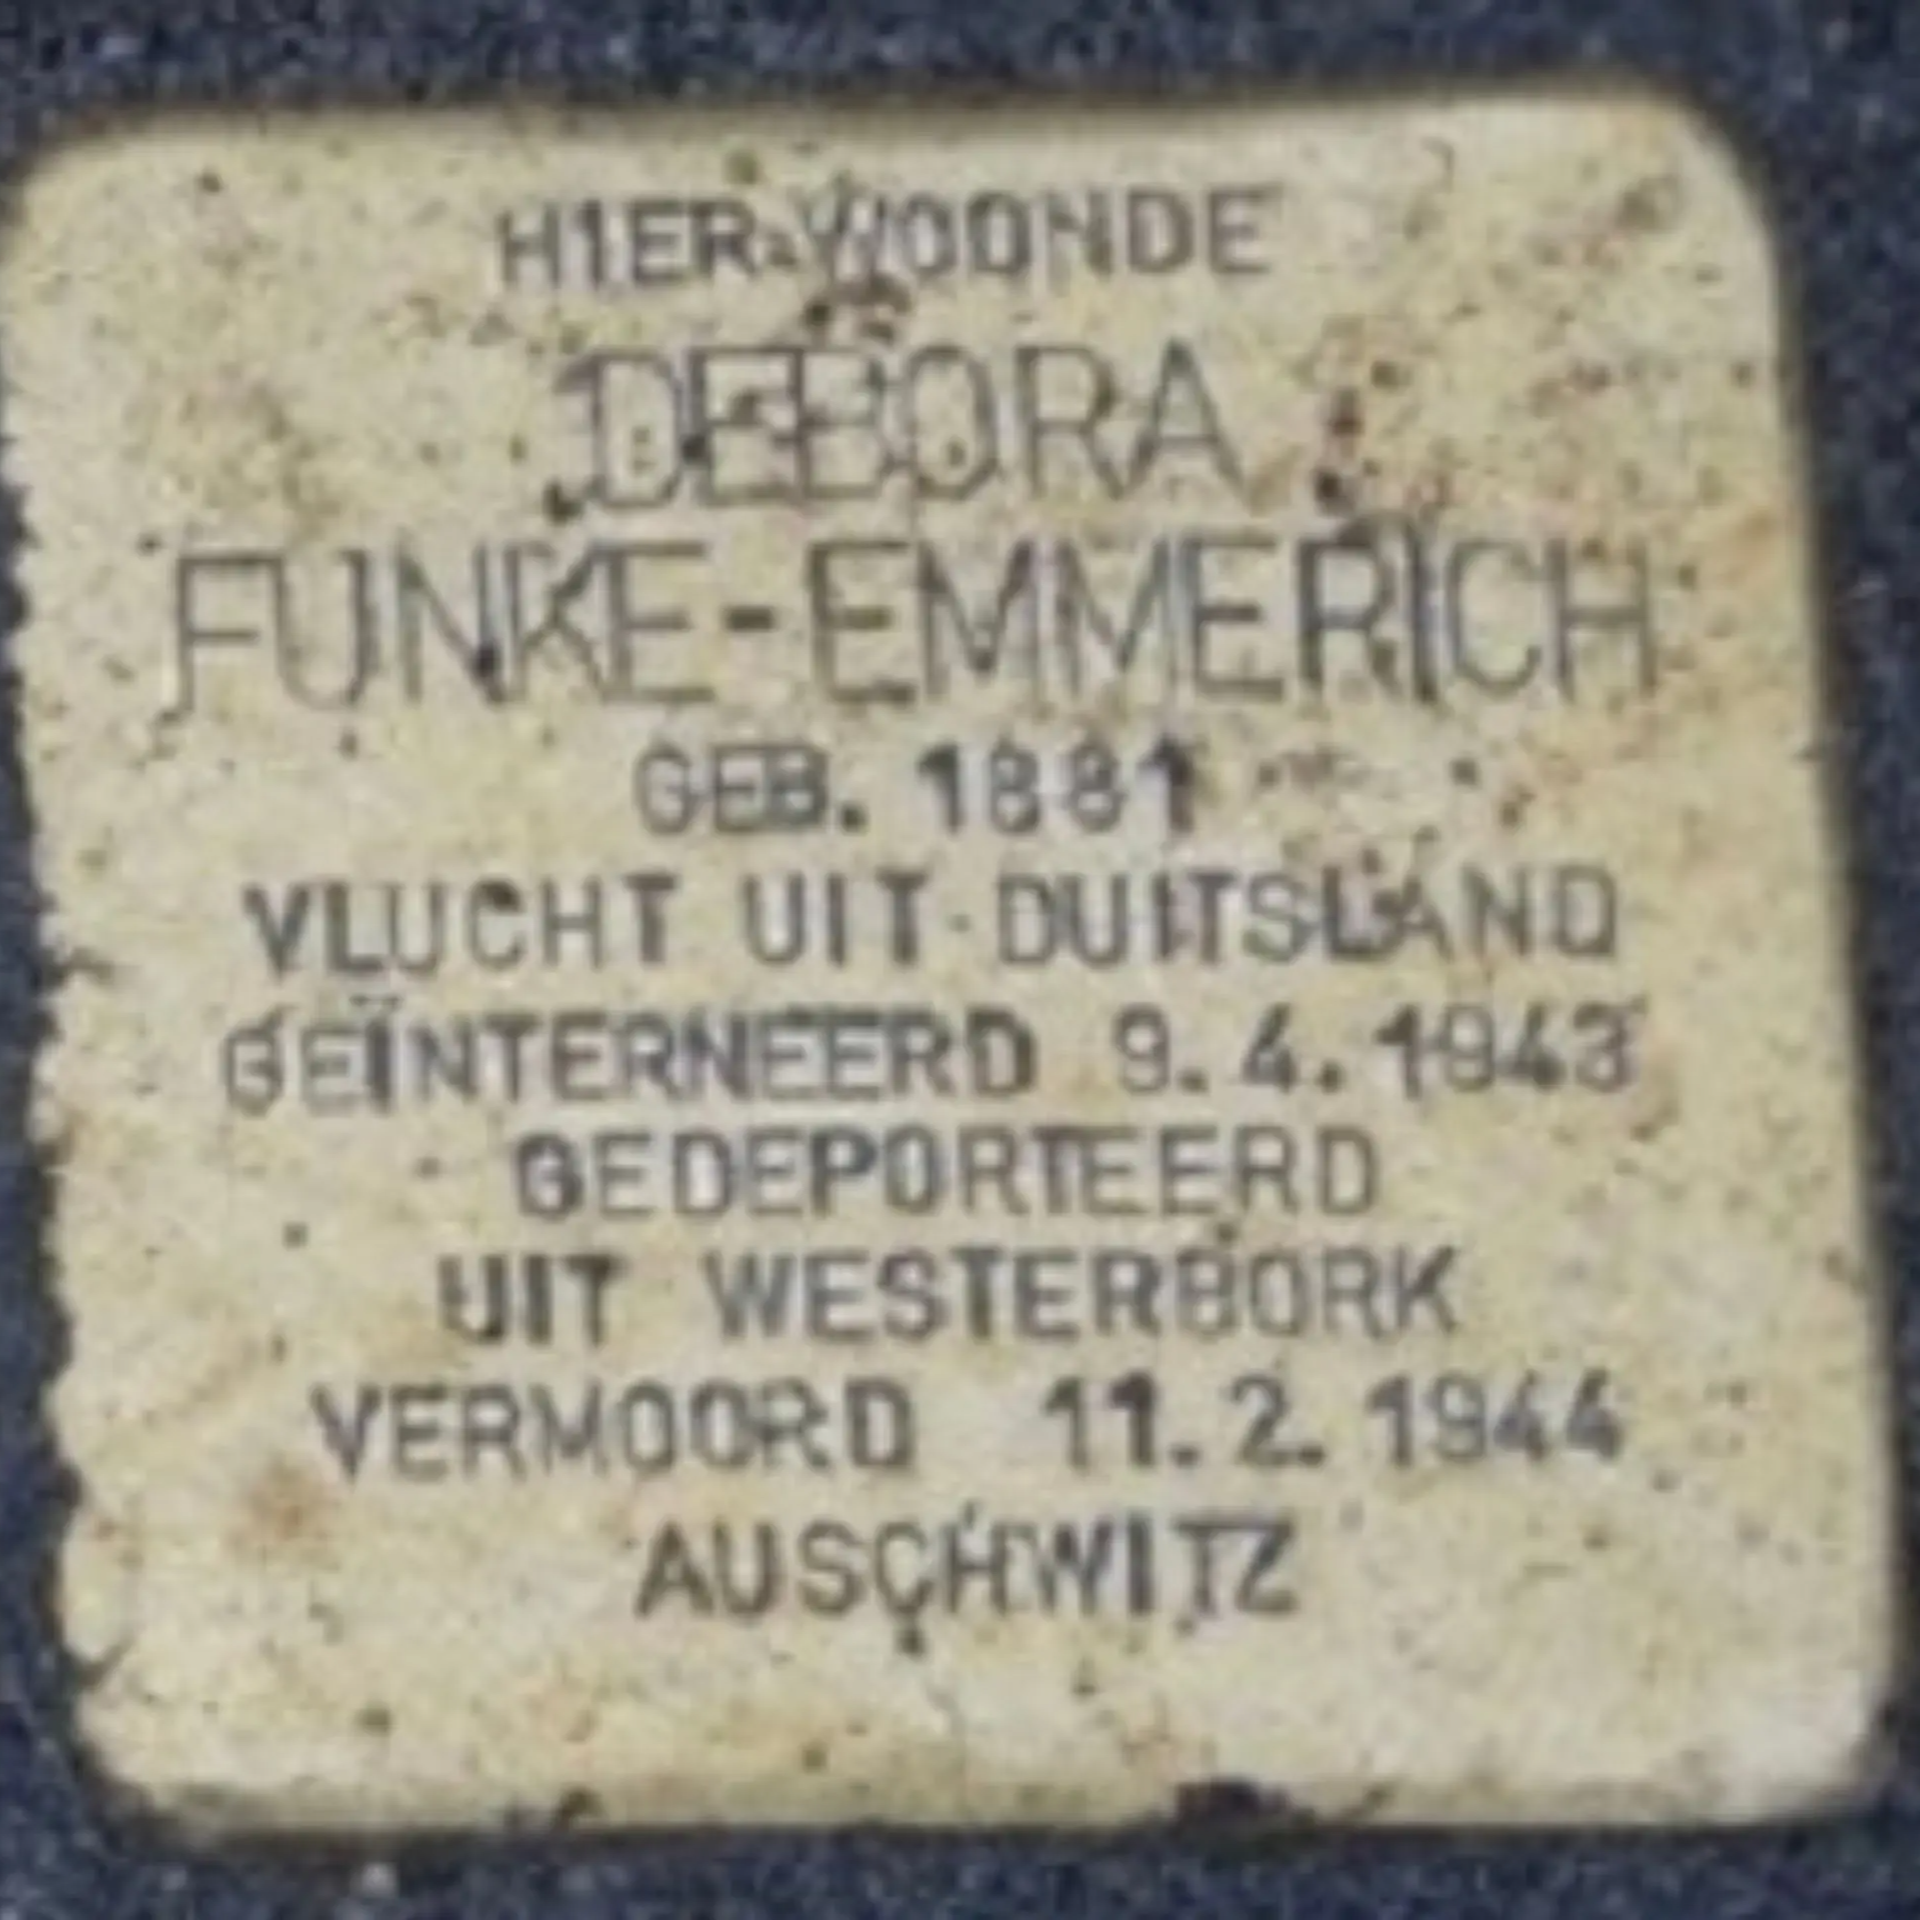 HIER WOONDE
DEBORA
FUNKE-EMMERICH
GEB. 1881
VLUCHT UIT DUITSLAND
GEÏNTERNEERD 9.4.1943
GEDEPORTEERD
UIT WESTERBORK
VERMOORD 11.2.1944
AUSCHWITZ